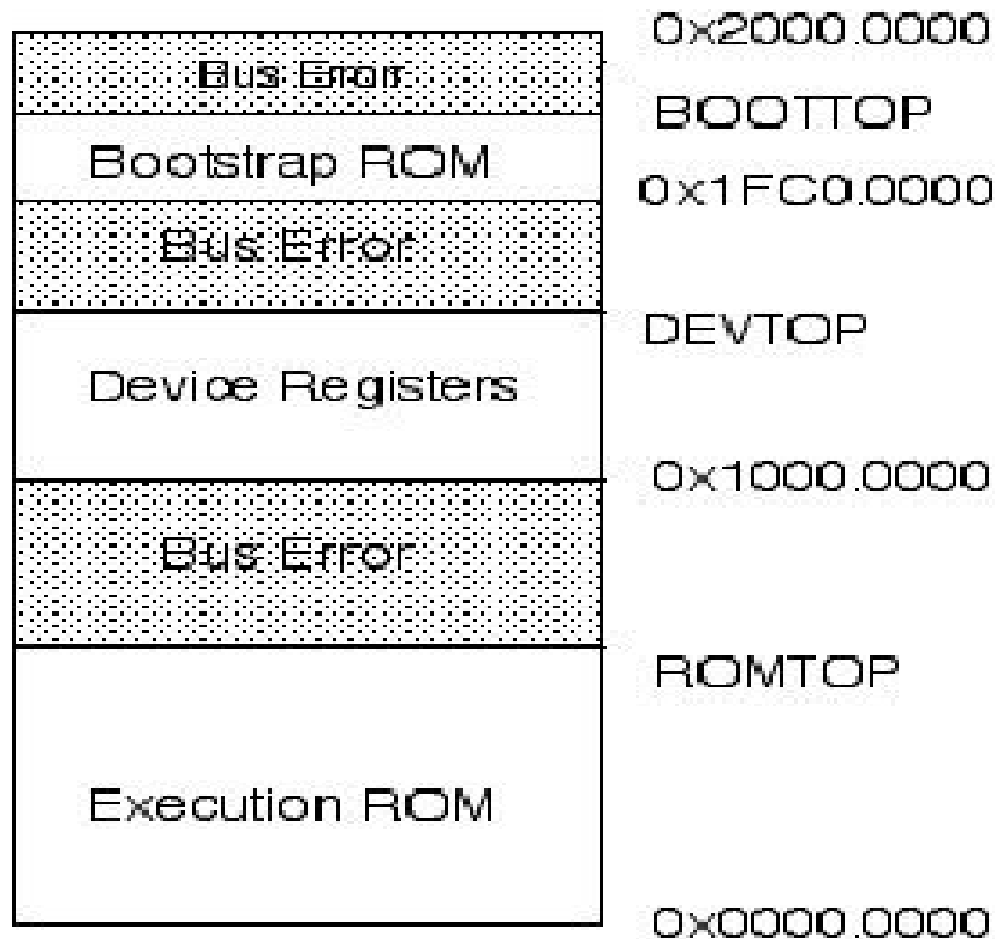 0x2000.0000
Bus Error
BOOTTOP
Bootstrap ROM
0x1FC0.0000
Bus Error
DEVTOP
Device Registers
0x1000.0000
Bus Error
ROMTOP
Execution ROM
0x0000.0000